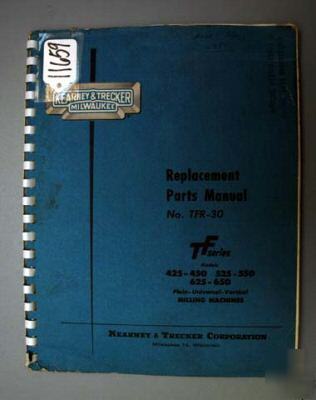 11659
KEARNEY & TRECKER
MILWAUKEE
Replacement
Parts Manual
No. TFR-30
TF series
Models
425-450 525-550
625-650
Plain-Universal-Vertical
MILLING MACHINES
KEARNEY & TRECKER CORPORATION
Milwaukee 14, Wisconsin